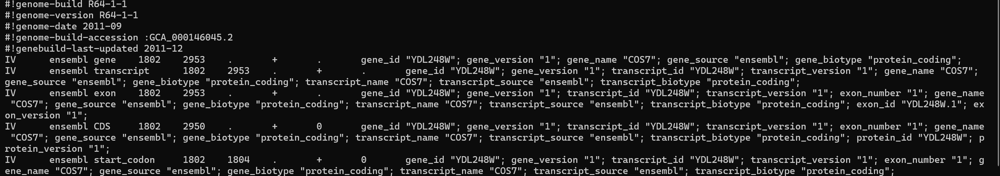 #!genome-build R64-1-1
#!genome-version R64-1-1
#!genome-date 2011-09
#!genome-build-accession :GCA_000146045.2
#!genebuild-last-updated 2011-12
IV      ensembl gene    1802    2953    .       +       .       gene_id "YDL248W"; gene_version "1"; gene_name "COS7"; gene_source "ensembl"; gene_biotype "protein_coding";
IV      ensembl transcript      1802    2953    .       +       .       gene_id "YDL248W"; gene_version "1"; transcript_id "YDL248W"; transcript_version "1"; gene_name "COS7";
gene_source "ensembl"; gene_biotype "protein_coding"; transcript_name "COS7"; transcript_source "ensembl"; transcript_biotype "protein_coding";
IV      ensembl exon    1802    2953    .       +       .       gene_id "YDL248W"; gene_version "1"; transcript_id "YDL248W"; transcript_version "1"; exon_number "1"; gene_name
 "COS7"; gene_source "ensembl"; gene_biotype "protein_coding"; transcript_name "COS7"; transcript_source "ensembl"; transcript_biotype "protein_coding"; exon_id "YDL248W.1"; ex
on_version "1";
IV      ensembl CDS     1802    2950    .       +       0       gene_id "YDL248W"; gene_version "1"; transcript_id "YDL248W"; transcript_version "1"; exon_number "1"; gene_name
 "COS7"; gene_source "ensembl"; gene_biotype "protein_coding"; transcript_name "COS7"; transcript_source "ensembl"; transcript_biotype "protein_coding"; protein_id "YDL248W"; p
rotein_version "1";
IV      ensembl start_codon     1802    1804    .       +       0       gene_id "YDL248W"; gene_version "1"; transcript_id "YDL248W"; transcript_version "1"; exon_number "1"; g
ene_name "COS7"; gene_source "ensembl"; gene_biotype "protein_coding"; transcript_name "COS7"; transcript_source "ensembl"; transcript_biotype "protein_coding";